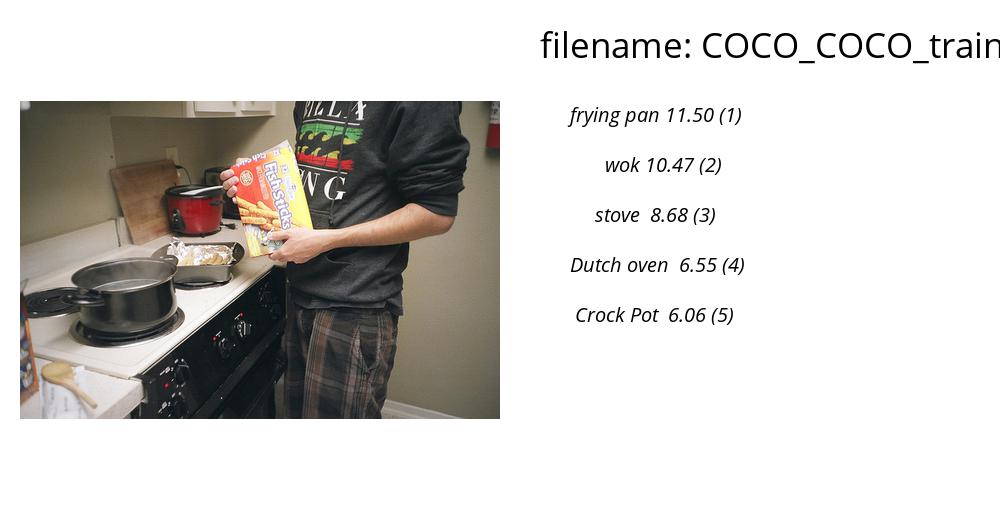 filename: COCO_COCO_train
frying pan 11.50 (1)
wok 10.47 (2)
stove 8.68 (3)
Dutch oven 6.55 (4)
Crock Pot 6.06 (5)
Fish Sticks
NG